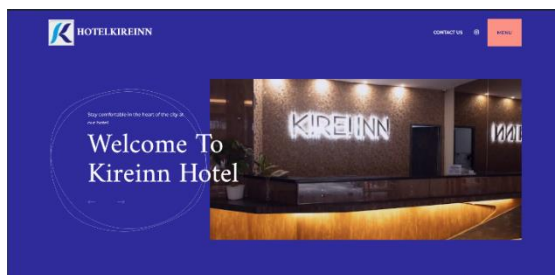 HOTELKIREINN
CONTACT US
MENU
Stay comfortable in the heart of the city at
our hotel
Welcome To
Kireinn Hotel
KIREINN